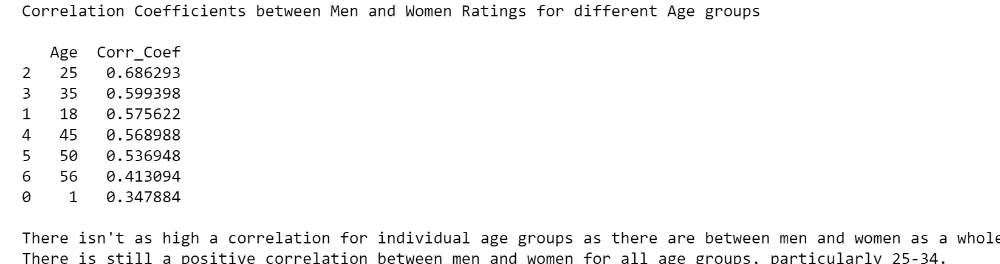 Correlation Coefficients between Men and Women Ratings for different Age groups
Age Corr_Coef
2 25 0.686293
3 35 0.599398
1 18 0.575622
4 45 0.568988
5 50 0.536948
6 56 0.413094
0 1 0.347884
There isn't as high a correlation for individual age groups as there are between men and women as a whole
There is still a positive correlation between men and women for all age groups, particularly 25-34.